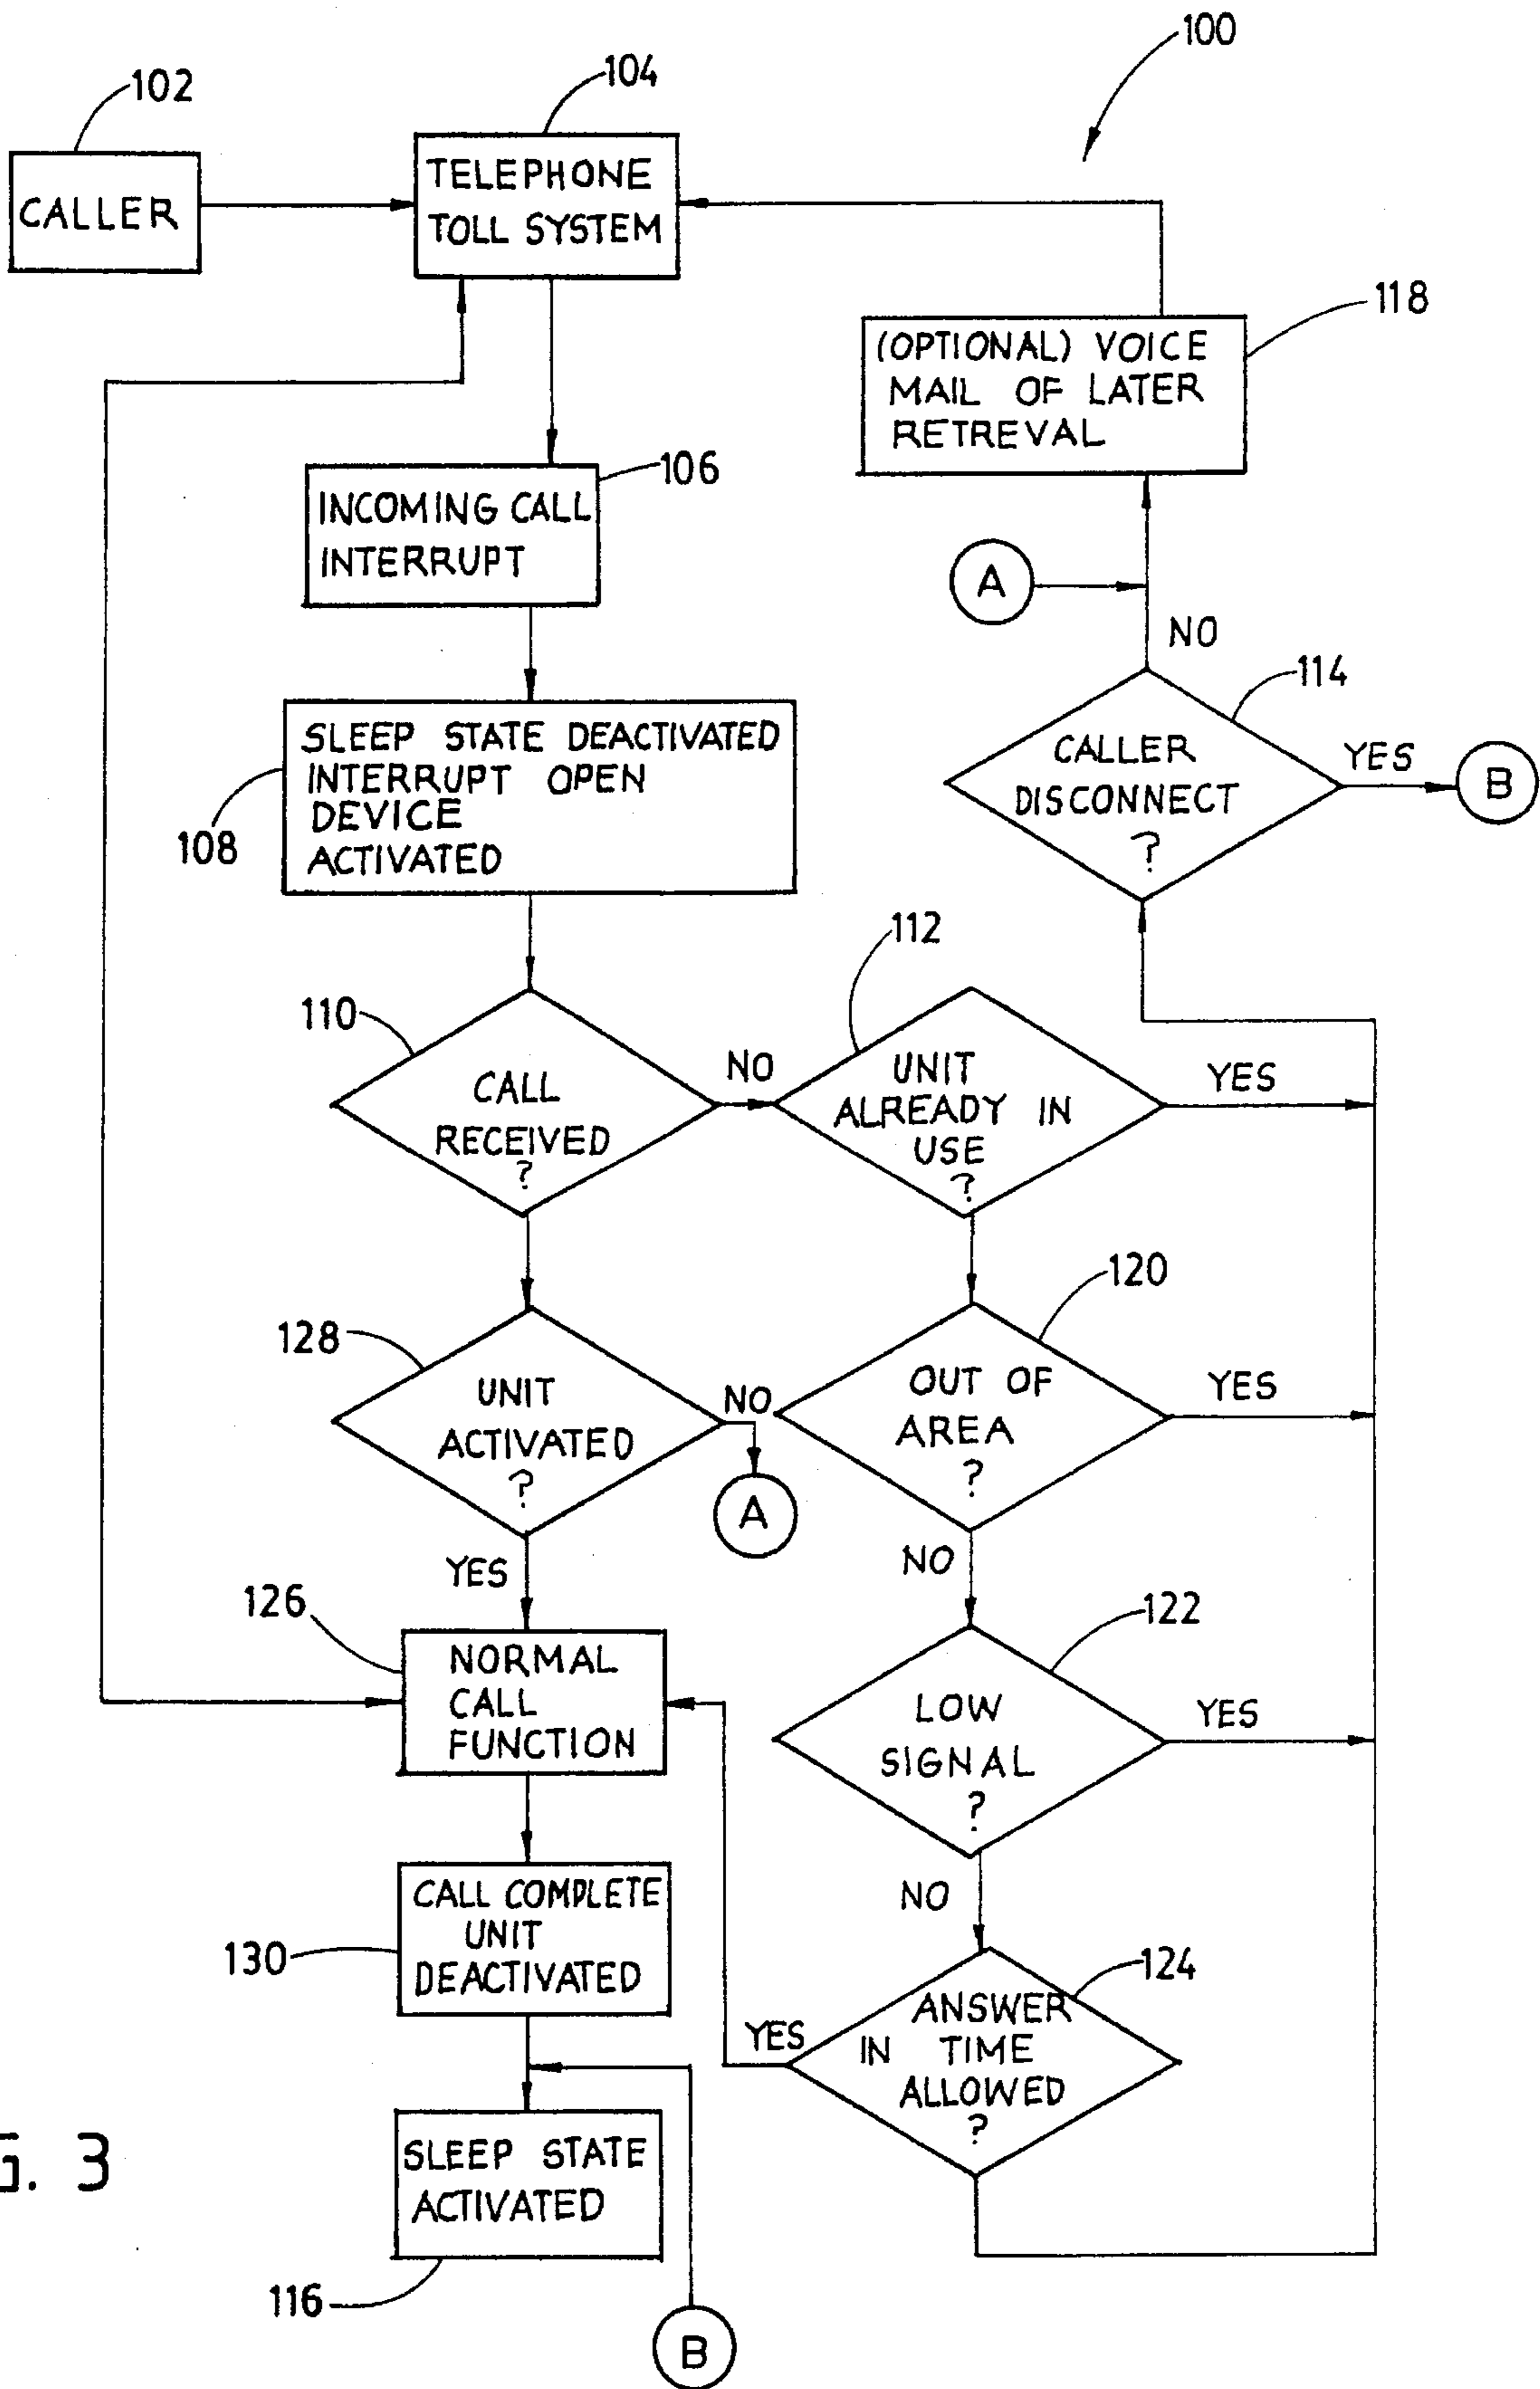 100
102
104
CALLER
TELEPHONE
TOLL SYSTEM
118
(OPTIONAL) VOICE
MAIL OF LATER
RETREVAL
106
INCOMING CALL
INTERRUPT
A
NO
114
CALLER
DISCONNECT
?
YES
B
SLEEP STATE DEACTIVATED
INTERRUPT OPEN
DEVICE
ACTIVATED
108
110
CALL
RECEIVED
?
NO
112
UNIT
ALREADY IN
USE
?
YES
128
UNIT
ACTIVATED
?
NO
A
YES
120
OUT OF
AREA
?
YES
NO
126
NORMAL
CALL
FUNCTION
122
LOW
SIGNAL
?
YES
NO
130
CALL COMPLETE
UNIT
DEACTIVATED
124
ANSWER
IN TIME
ALLOWED
?
YES
SLEEP STATE
ACTIVATED
116
B
G. 3